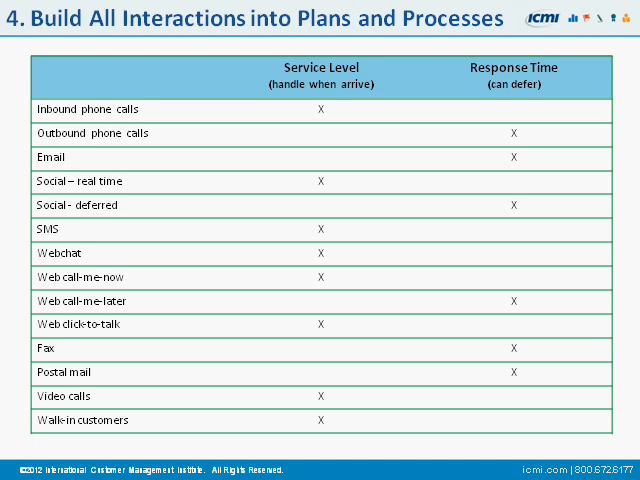 4. Build All Interactions into Plans and Processes
ICMI
Service Level Response Time
(handle when arrive) (can defer)
Inbound phone calls X
Outbound phone calls X
Email X
Social – real time X
Social - deferred X
SMS X
Webchat X
Web call-me-now X
Web call-me-later X
Web click-to-talk X
Fax X
Postal mail X
Video calls X
Walk-in customers X
©2012 International Customer Management Institute. All Rights Reserved. icmi.com | 800.672.6177